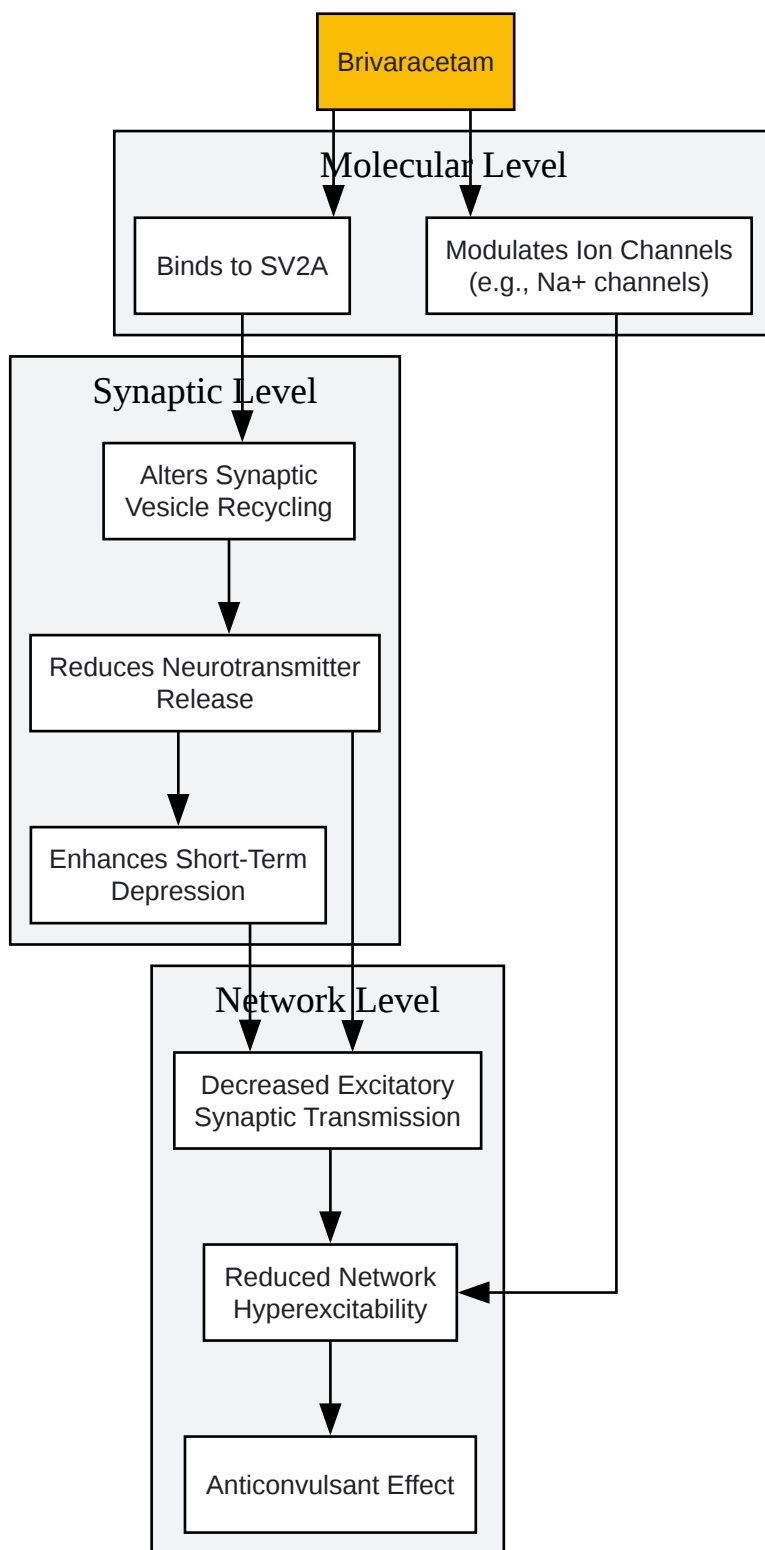 Brivaracetam
Molecular Level
Binds to SV2A
Modulates Ion Channels
(e.g., Na+ channels)
Synaptic Level
Alters Synaptic
Vesicle Recycling
Reduces Neurotransmitter
Release
Enhances Short-Term
Depression
Network Level
Decreased Excitatory
Synaptic Transmission
Reduced Network
Hyperexcitability
Anticonvulsant Effect